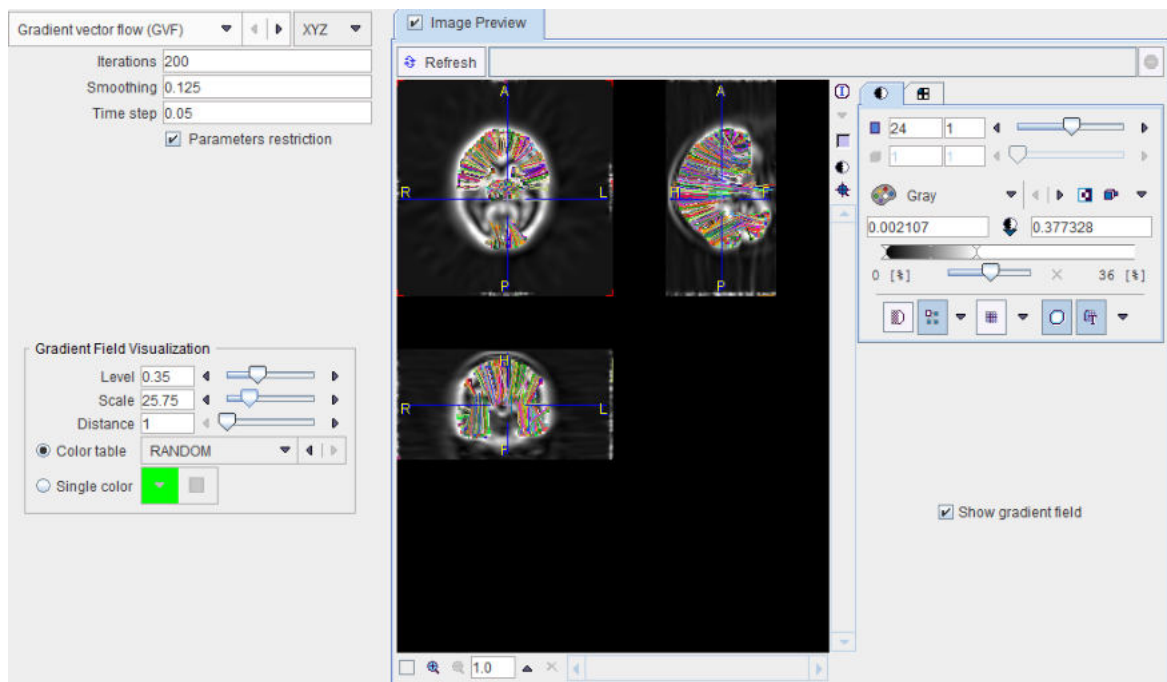 Gradient vector flow (GVF)
XYZ
Iterations 200
Smoothing 0.125
Time step 0.05
Parameters restriction
Gradient Field Visualization
Level 0.35
Scale 25.75
Distance 1
Color table RANDOM
Single color
Image Preview
Refresh
A
R L
P
A
H F
P
H
R L
F
1.0
24 1
1 1
Gray
0.002107 0.377328
0 [%] 36 [%]
Show gradient field